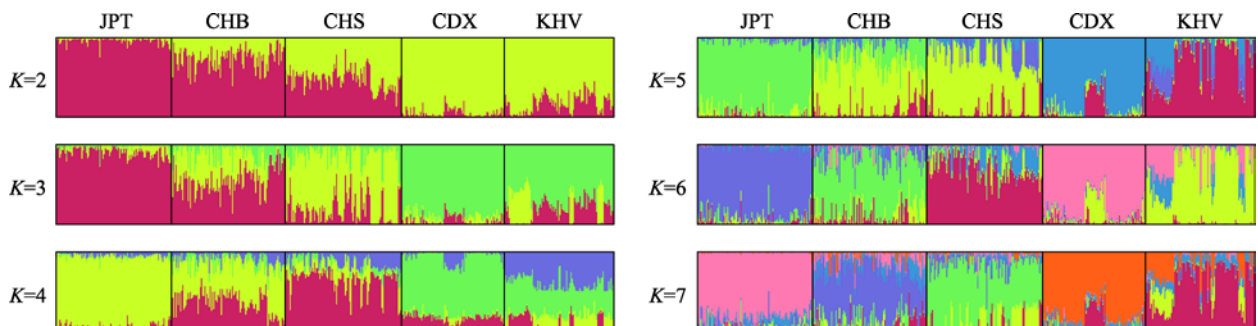 JPT CHB CHS CDX KHV
K=2
K=3
K=4
JPT CHB CHS CDX KHV
K=5
K=6
K=7